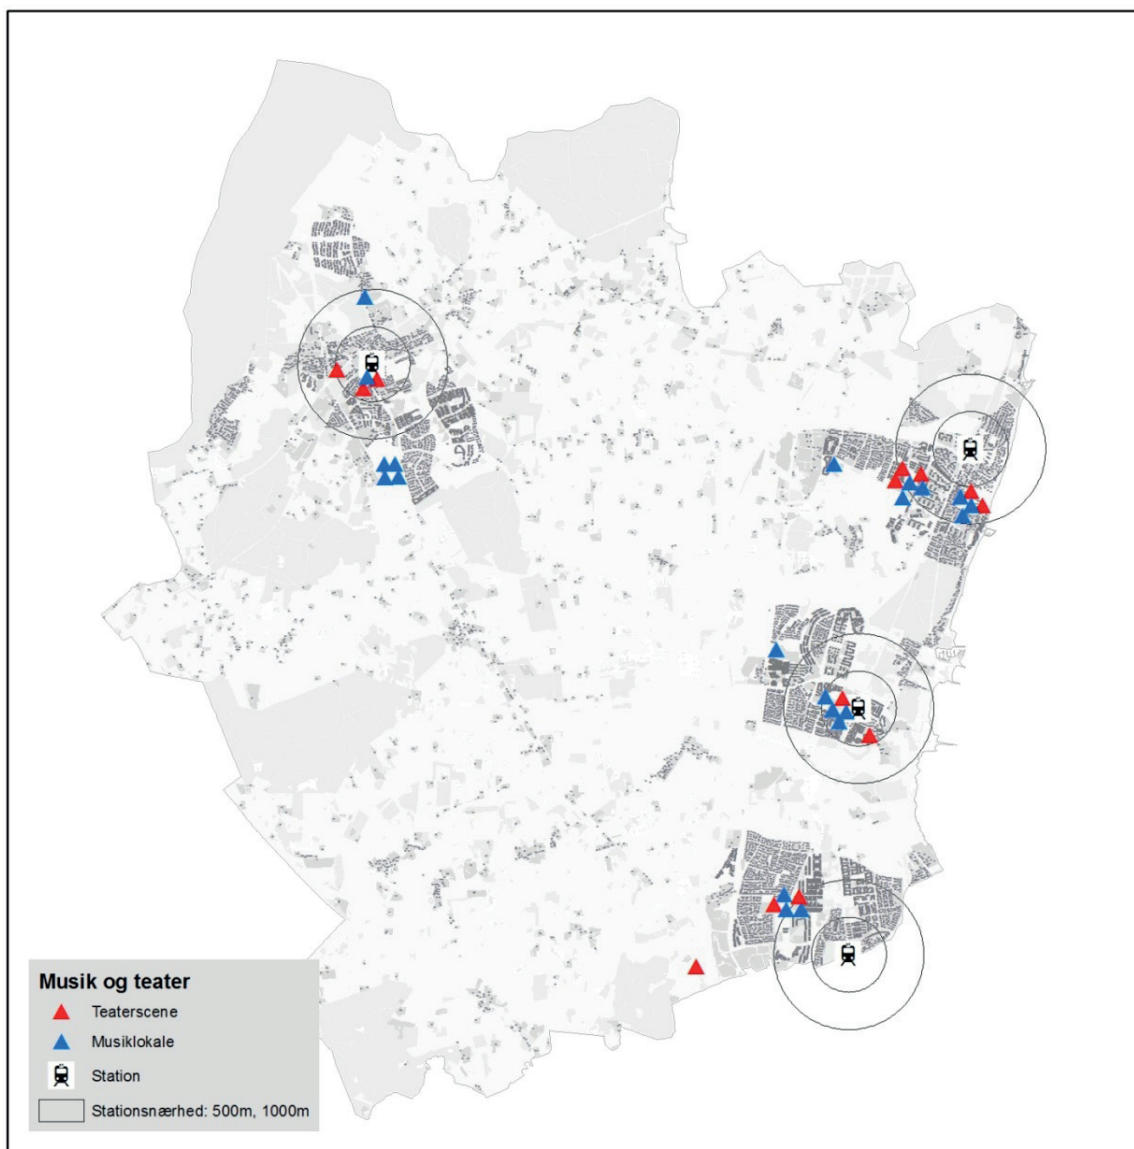 Musik og teater
Teaterscene
Musiklokale
Station
Stationsnærhed: 500m, 1000m